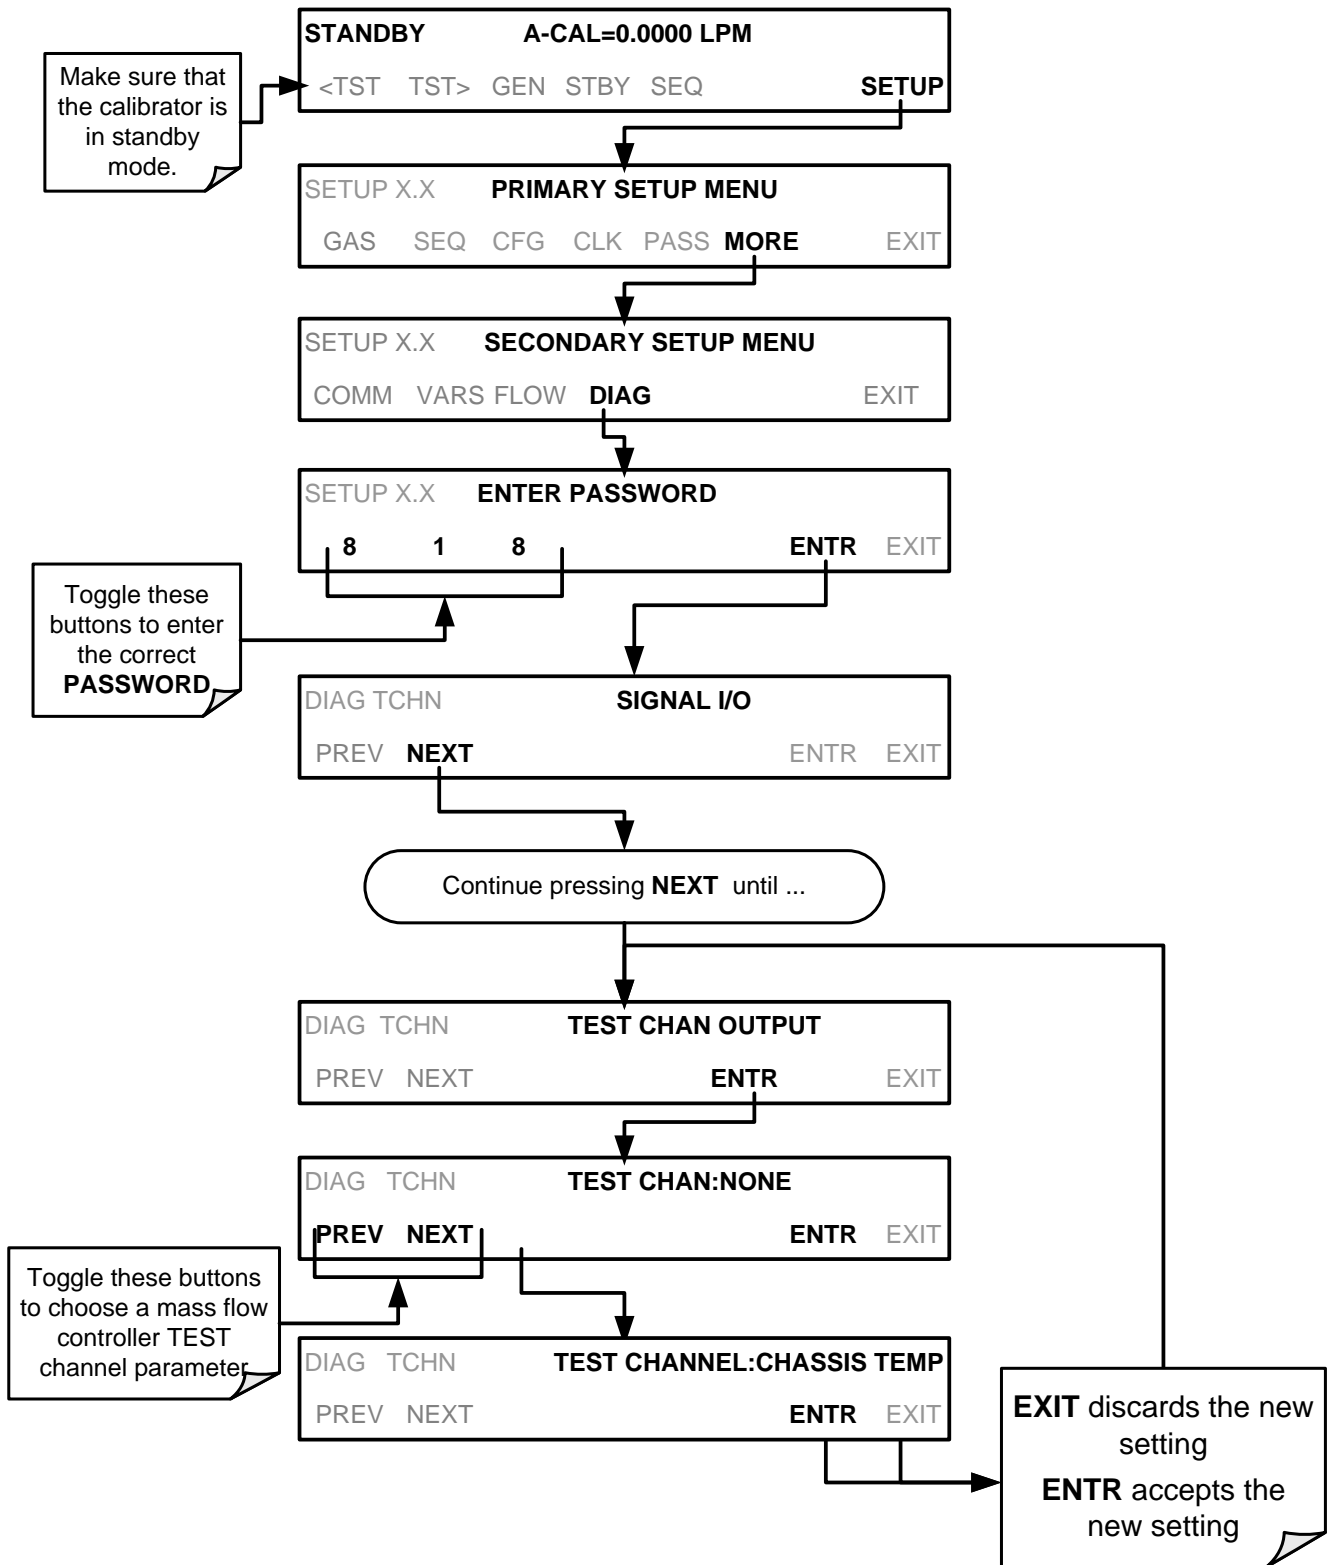 STANDBY A-CAL=0.0000 LPM
<TST TST> GEN STBY SEQ SETUP
Make sure that
the calibrator is
in standby
mode.
SETUP X.X PRIMARY SETUP MENU
GAS SEQ CFG CLK PASS MORE EXIT
SETUP X.X SECONDARY SETUP MENU
COMM VARS FLOW DIAG EXIT
SETUP X.X ENTER PASSWORD
8 1 8 ENTR EXIT
Toggle these
buttons to enter
the correct
PASSWORD
DIAG TCHN SIGNAL I/O
PREV NEXT ENTR EXIT
Continue pressing NEXT until ...
DIAG TCHN TEST CHAN OUTPUT
PREV NEXT ENTR EXIT
DIAG TCHN TEST CHAN:NONE
PREV NEXT ENTR EXIT
Toggle these buttons
to choose a mass flow
controller TEST
channel parameter
DIAG TCHN TEST CHANNEL:CHASSIS TEMP
PREV NEXT ENTR EXIT
EXIT discards the new
setting
ENTR accepts the
new setting